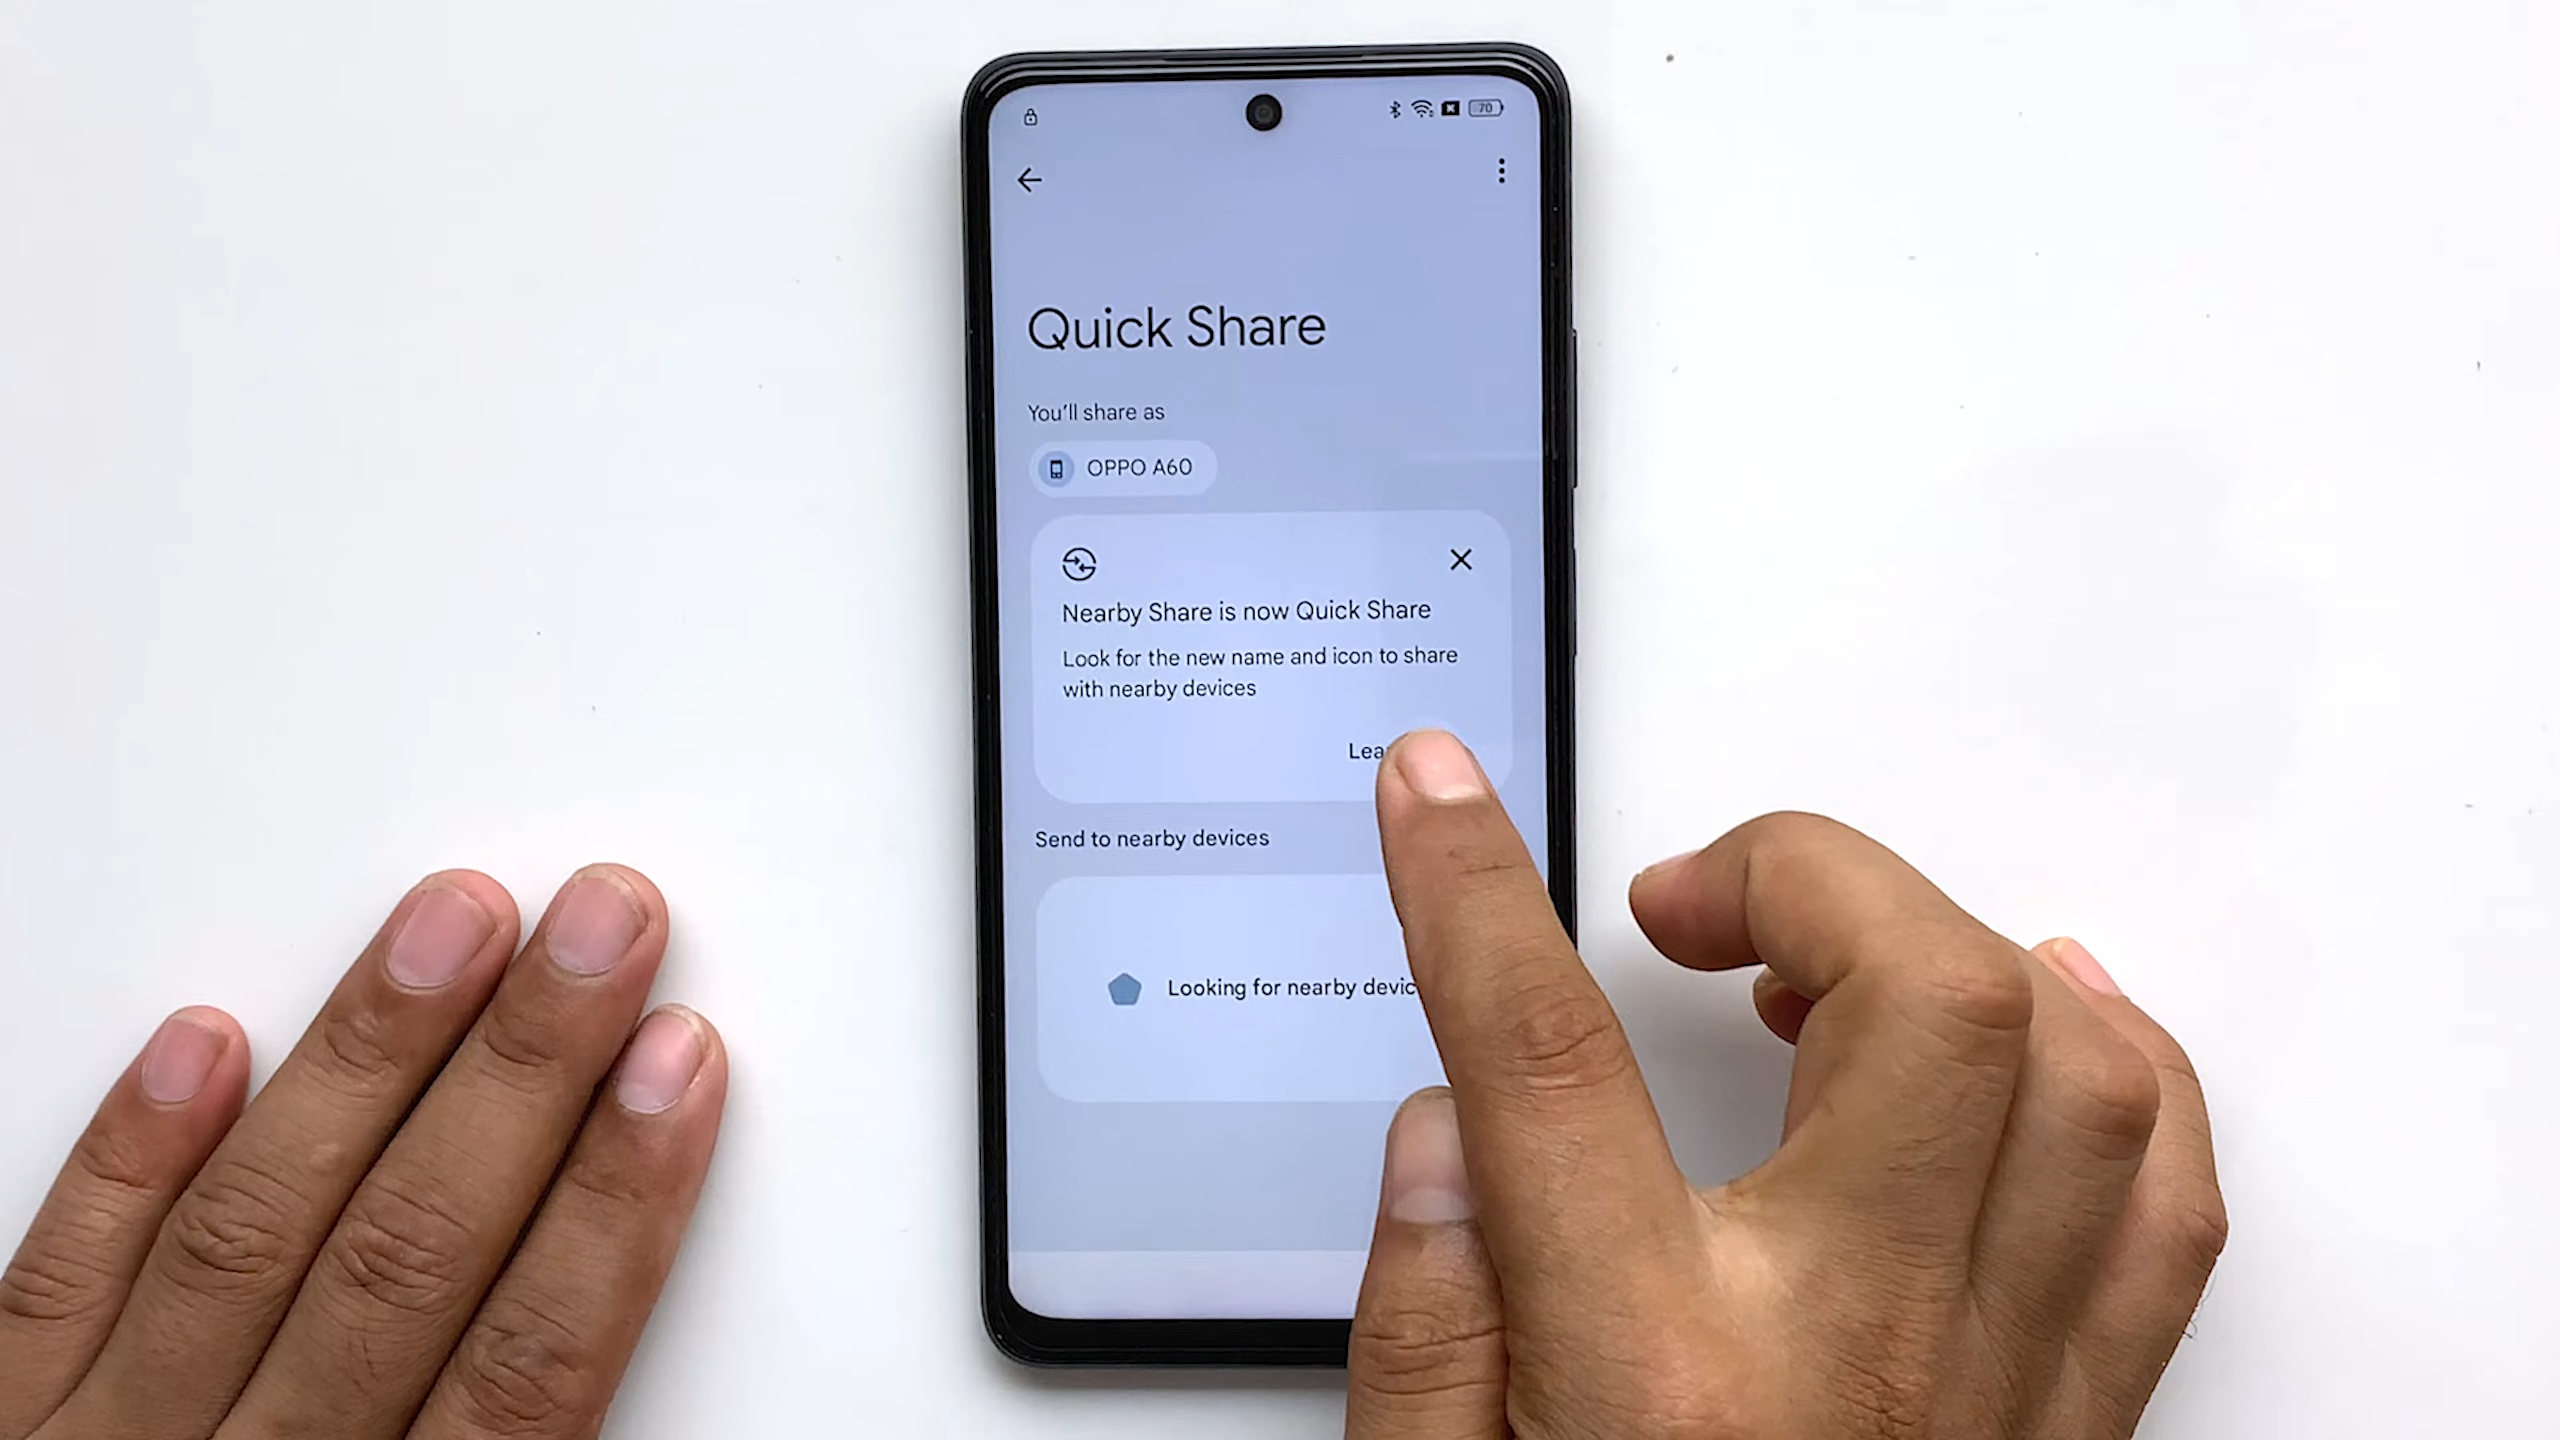 70
Quick Share
You'll share as
OPPO A60
Nearby Share is now Quick Share
Look for the new name and icon to share
with nearby devices
Send to nearby devices
Looking for nearby